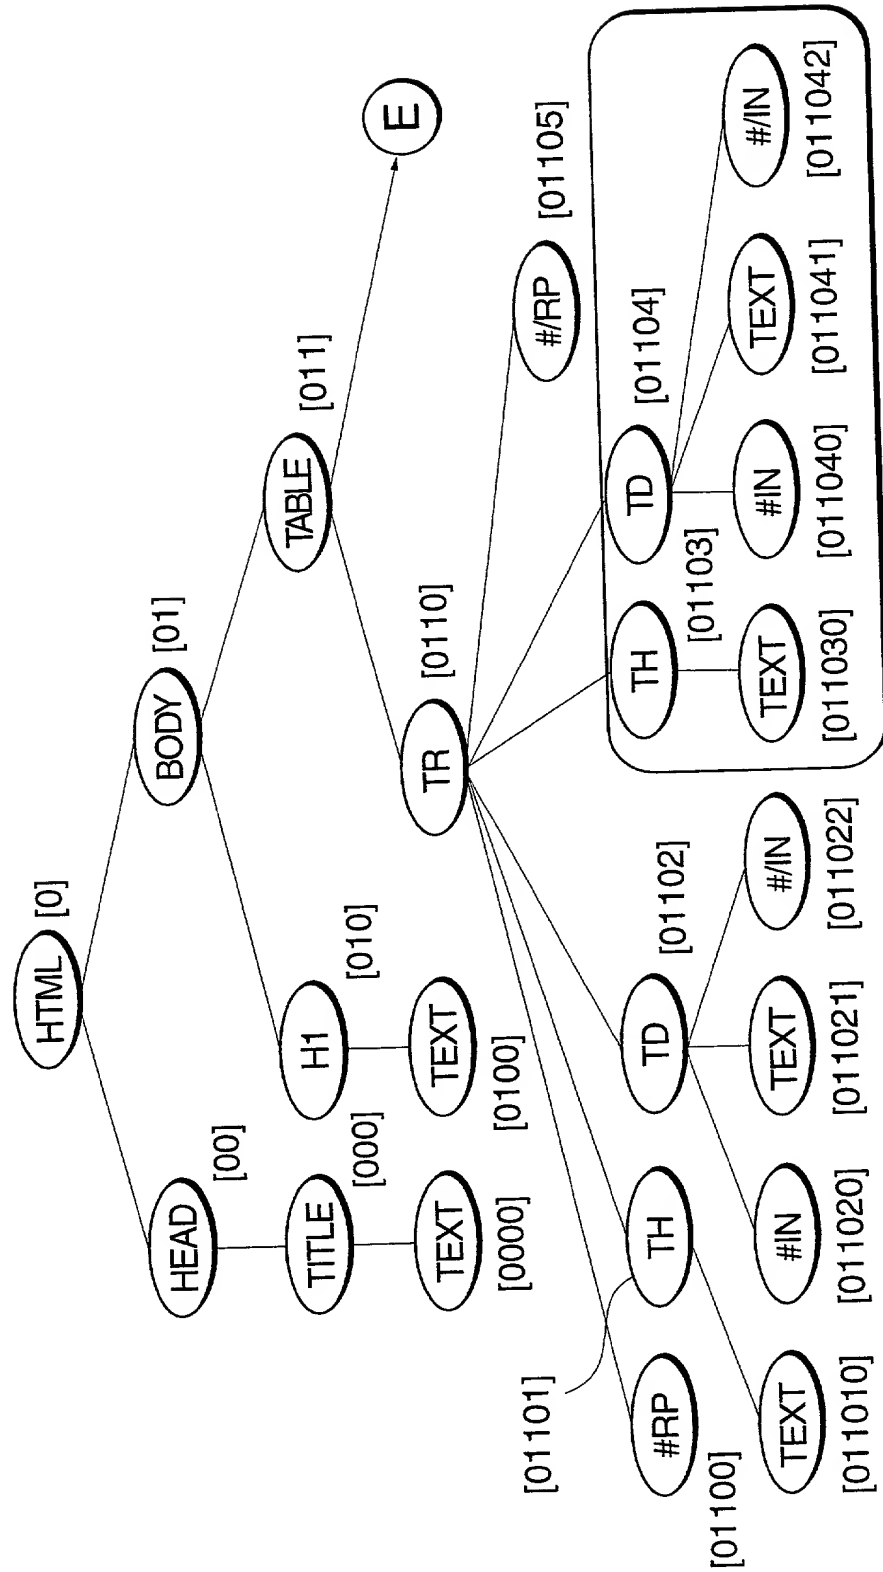 HTML [0]
HEAD [00]
BODY [01]
TITLE [000]
H1 [010]
TABLE [011]
TEXT [0000]
TEXT [0100]
TR [0110]
E
[01101]
#RP [01100]
TH
TD [01102]
TH [01103]
TD [01104]
#/RP [01105]
TEXT [011010]
#IN [011020]
TEXT [011021]
#/IN [011022]
TEXT [011030]
#IN [011040]
TEXT [011041]
#/IN [011042]